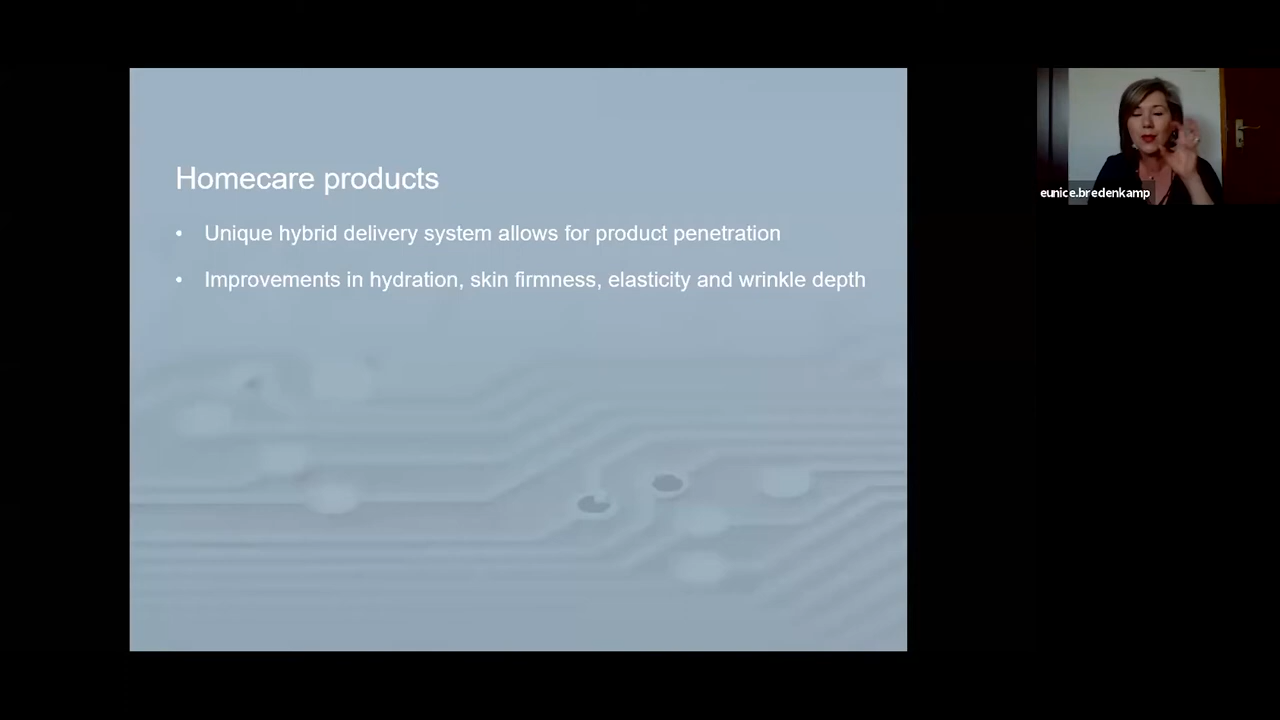 Homecare products
• Unique hybrid delivery system allows for product penetration
• Improvements in hydration, skin firmness, elasticity and wrinkle depth
eunice.bredenkamp